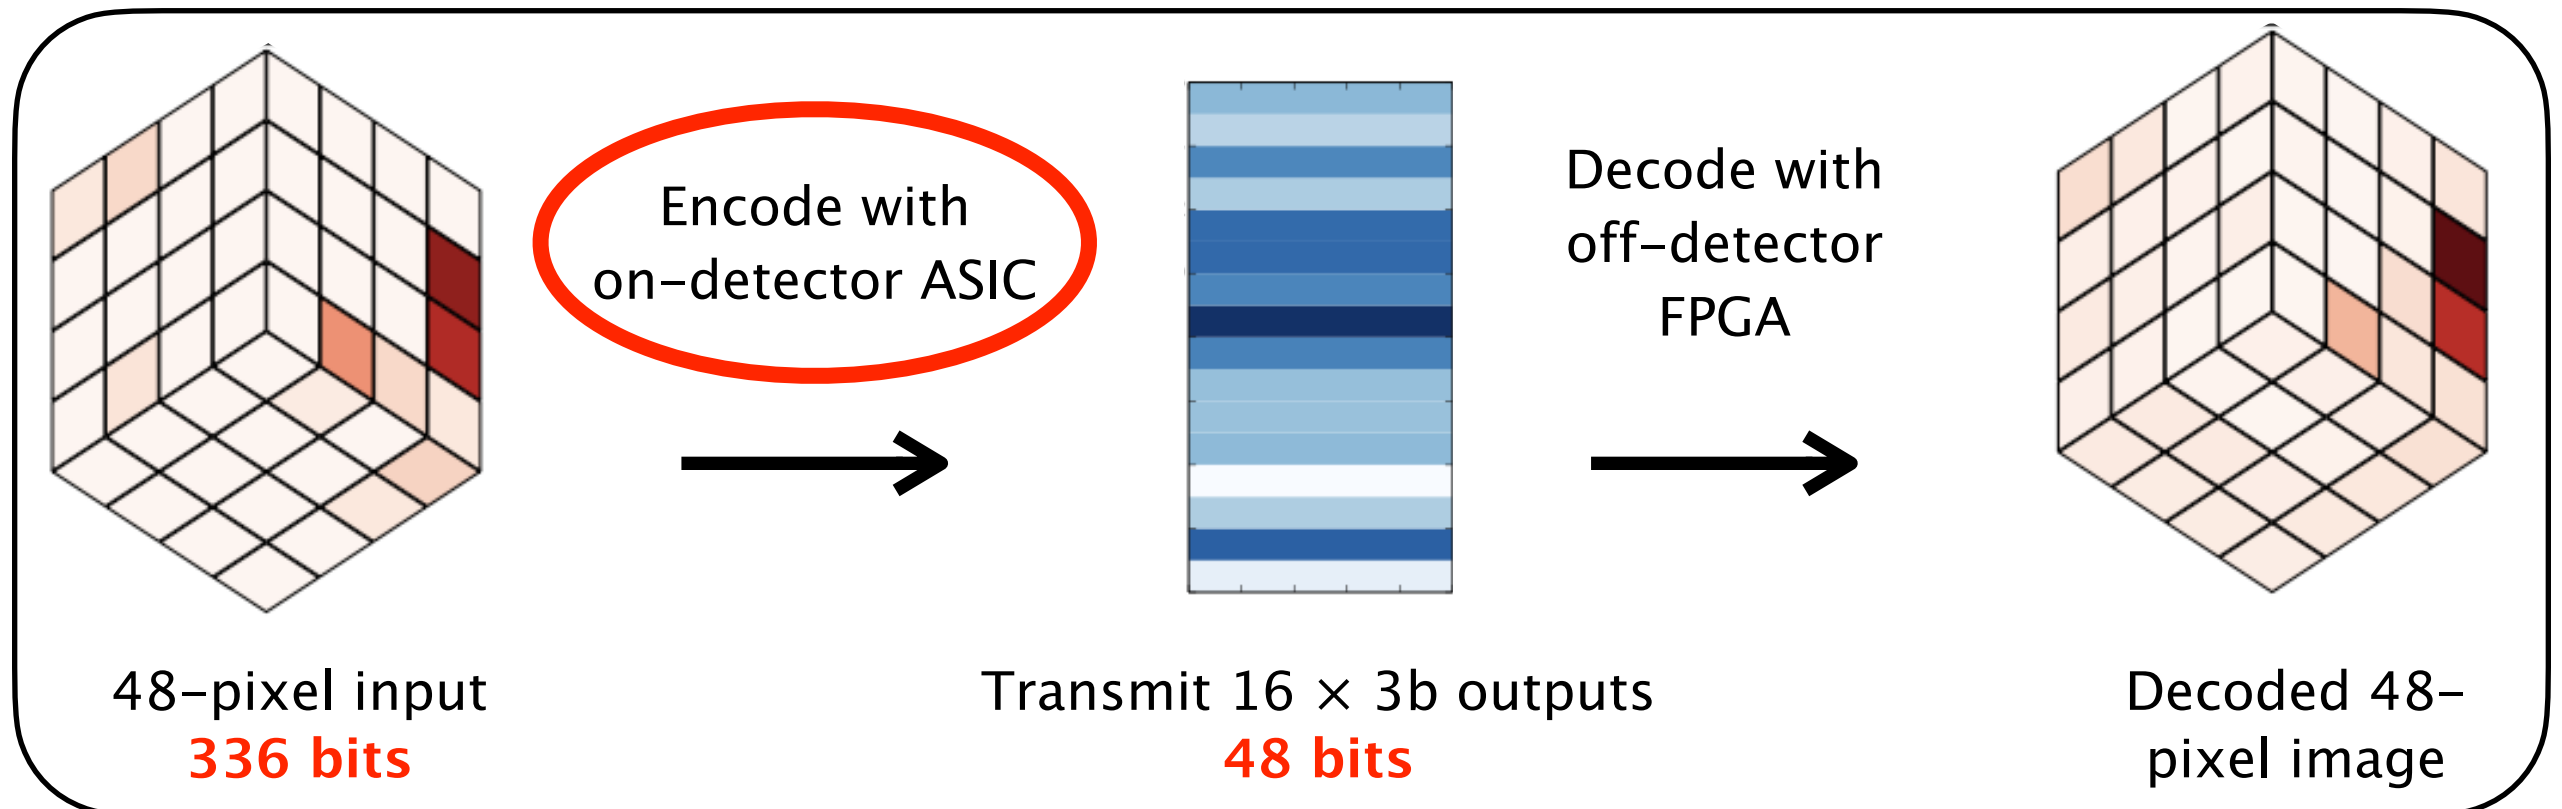 Encode with
on-detector ASIC
Decode with
off-detector
FPGA
48-pixel input
336 bits
Transmit 16 × 3b outputs
48 bits
Decoded 48-
pixel image